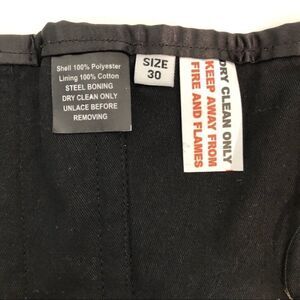 Shell 100% Polyester
Lining 100% Cotton
STEEL BONING
DRY CLEAN ONLY
UNLACE BEFORE
REMOVING
SIZE
30
DRY CLEAN ONLY
KEEP AWAY FROM
FIRE AND FLAMES